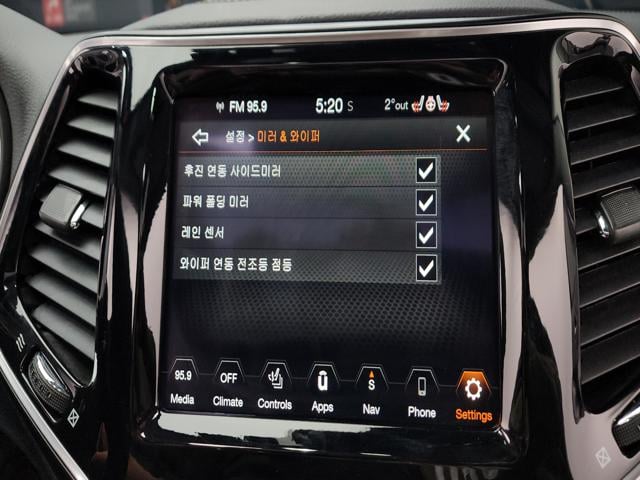 FM 95.9 5:20 S 2°out
설정 > 미러 & 와이퍼 X
후진 연동 사이드미러
파워 폴딩 미러
레인 센서
와이퍼 연동 전조등 점등
95.9 OFF S
Media Climate Controls Apps Nav Phone Settings